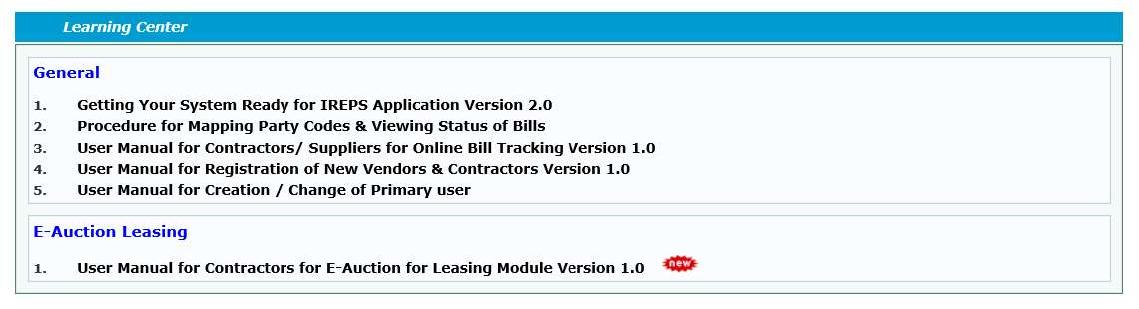 Learning Center
General
1. Getting Your System Ready for IREPS Application Version 2.0
2. Procedure for Mapping Party Codes & Viewing Status of Bills
3. User Manual for Contractors/ Suppliers for Online Bill Tracking Version 1.0
4. User Manual for Registration of New Vendors & Contractors Version 1.0
5. User Manual for Creation / Change of Primary user
E-Auction Leasing
1. User Manual for Contractors for E-Auction for Leasing Module Version 1.0 new